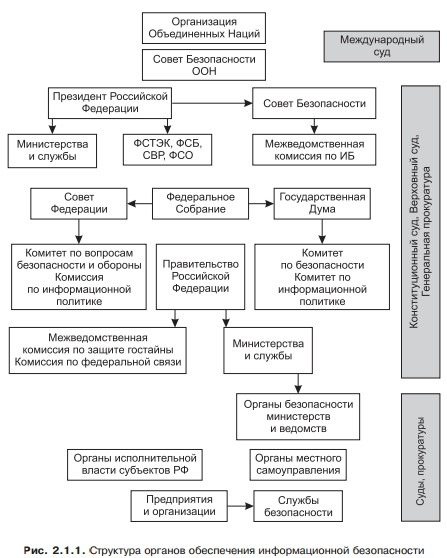 Организация
Объединенных Наций
Международный
суд
Совет Безопасности
ООН
Президент Российской
Федерации
Совет Безопасности
Министерства
и службы
ФСТЭК, ФСБ,
СВР, ФСО
Межведомственная
комиссия по ИБ
Конституционный суд, Верховный суд,
Генеральная прокуратура
Совет
Федерации
Федеральное
Собрание
Государственная
Дума
Комитет по вопросам
безопасности и обороны
Комиссия
по информационной
политике
Правительство
Российской
Федерации
Комитет
по безопасности
Комитет по
информационной
политике
Межведомственная
комиссия по защите гостайны
Комиссия по федеральной связи
Министерства
и службы
Органы безопасности
министерств
и ведомств
Суды, прокуратуры
Органы исполнительной
власти субъектов РФ
Органы местного
самоуправления
Предприятия
и организации
Службы
безопасности
Рис. 2.1.1. Структура органов обеспечения информационной безопасности